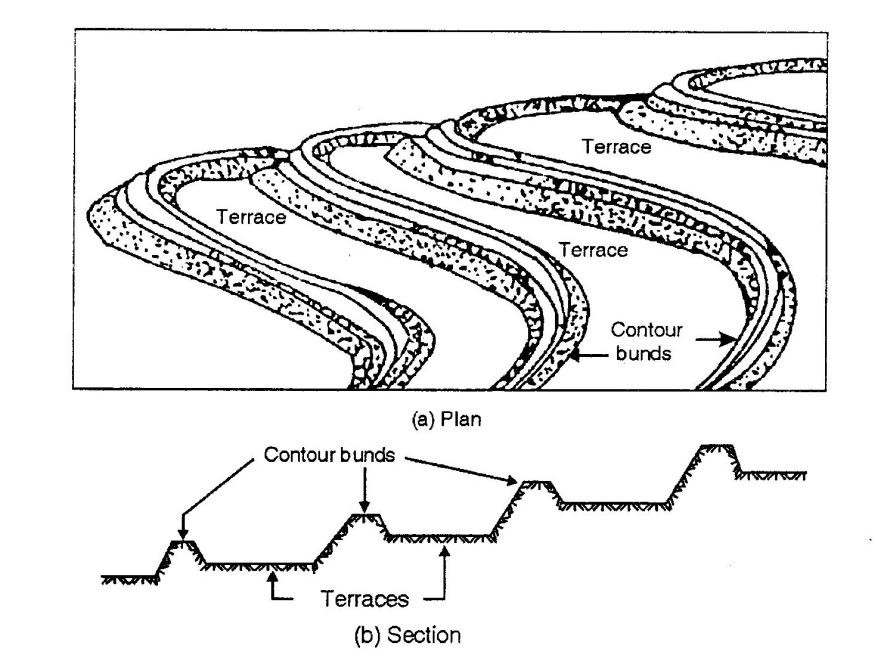 Terrace
Terrace
Terrace
Contour
bunds
(a) Plan
Contour bunds
Terraces
(b) Section